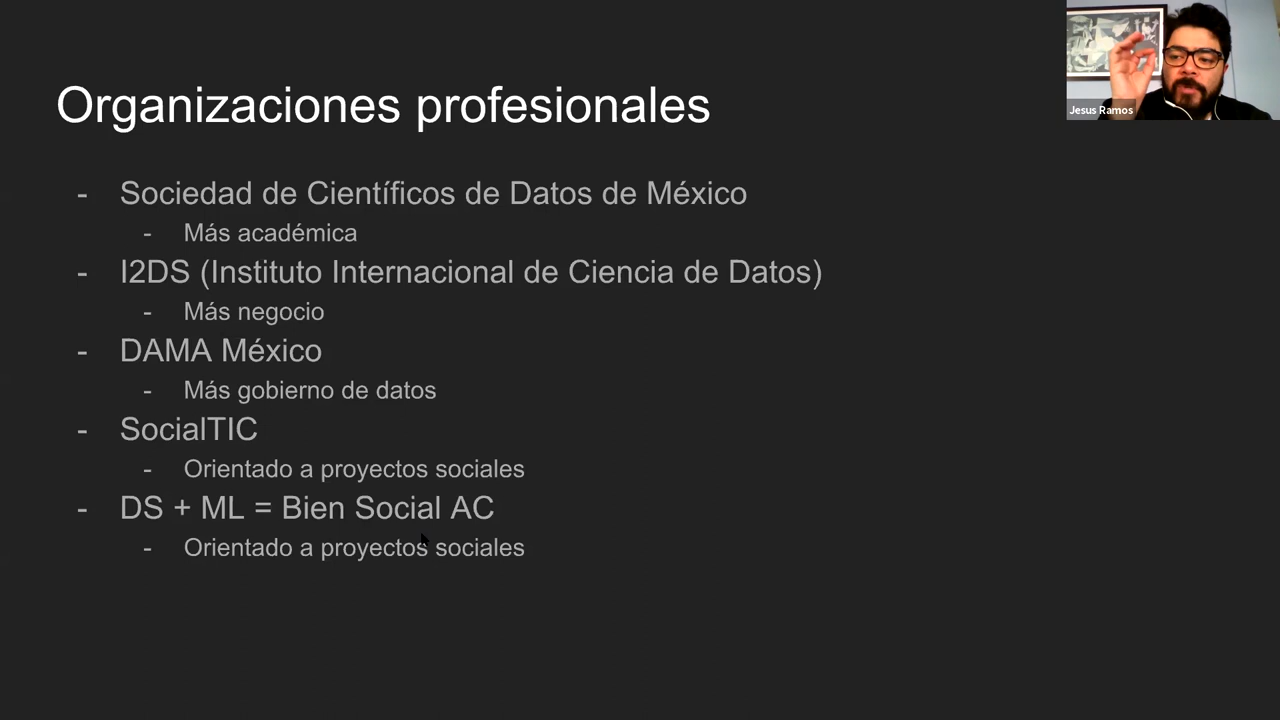 Organizaciones profesionales
- Sociedad de Científicos de Datos de México
- Más académica
- I2DS (Instituto Internacional de Ciencia de Datos)
- Más negocio
- DAMA México
- Más gobierno de datos
- SocialTIC
- Orientado a proyectos sociales
- DS + ML = Bien Social AC
- Orientado a proyectos sociales
Jesus Ramos